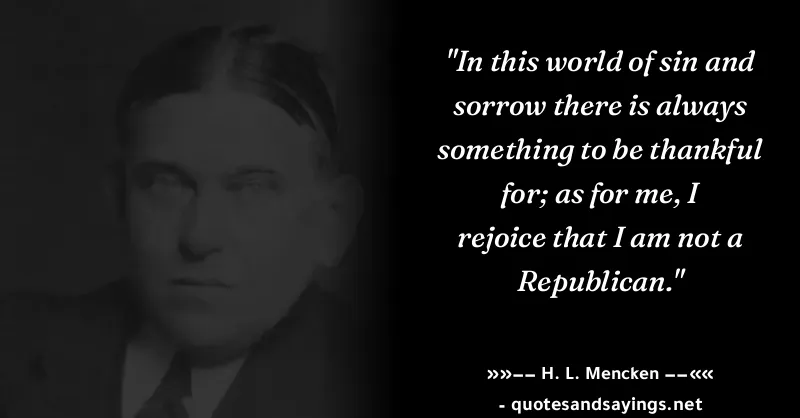 "In this world of sin and
sorrow there is always
something to be thankful
for; as for me, I
rejoice that I am not a
Republican."
»»–– H. L. Mencken ––««
- quotesandsayings.net